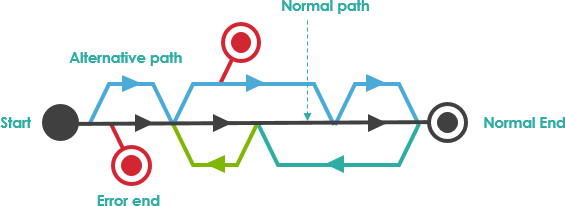 Normal path
Alternative path
Start
Normal End
Error end